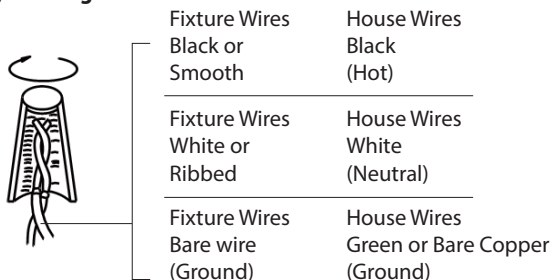 Fixture Wires House Wires
Black or Black
Smooth (Hot)
Fixture Wires House Wires
White or White
Ribbed (Neutral)
Fixture Wires House Wires
Bare wire Green or Bare Copper
(Ground) (Ground)